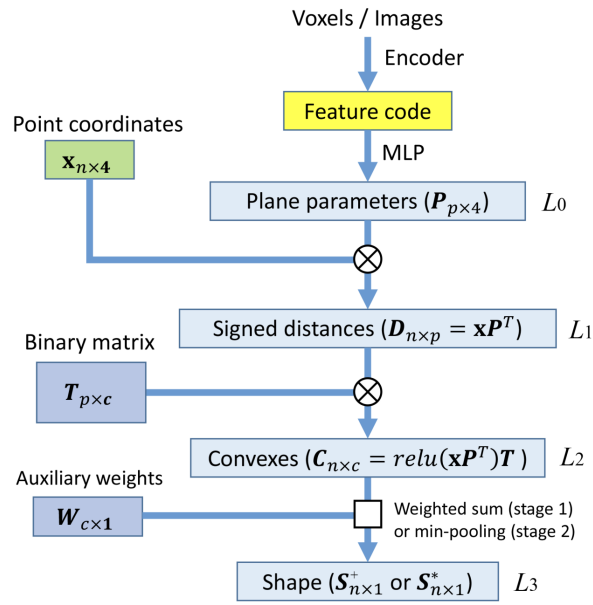 Voxels / Images
Encoder
Feature code
Point coordinates
MLP
x_{n×4}
Plane parameters (P_{p×4})
L0
Signed distances (D_{n×p} = xP^T)
L1
Binary matrix
T_{p×c}
Convexes (C_{n×c} = relu(xP^T)T )
L2
Auxiliary weights
W_{c×1}
Weighted sum (stage 1)
or min-pooling (stage 2)
Shape (S^+_{n×1} or S^*_{n×1})
L3